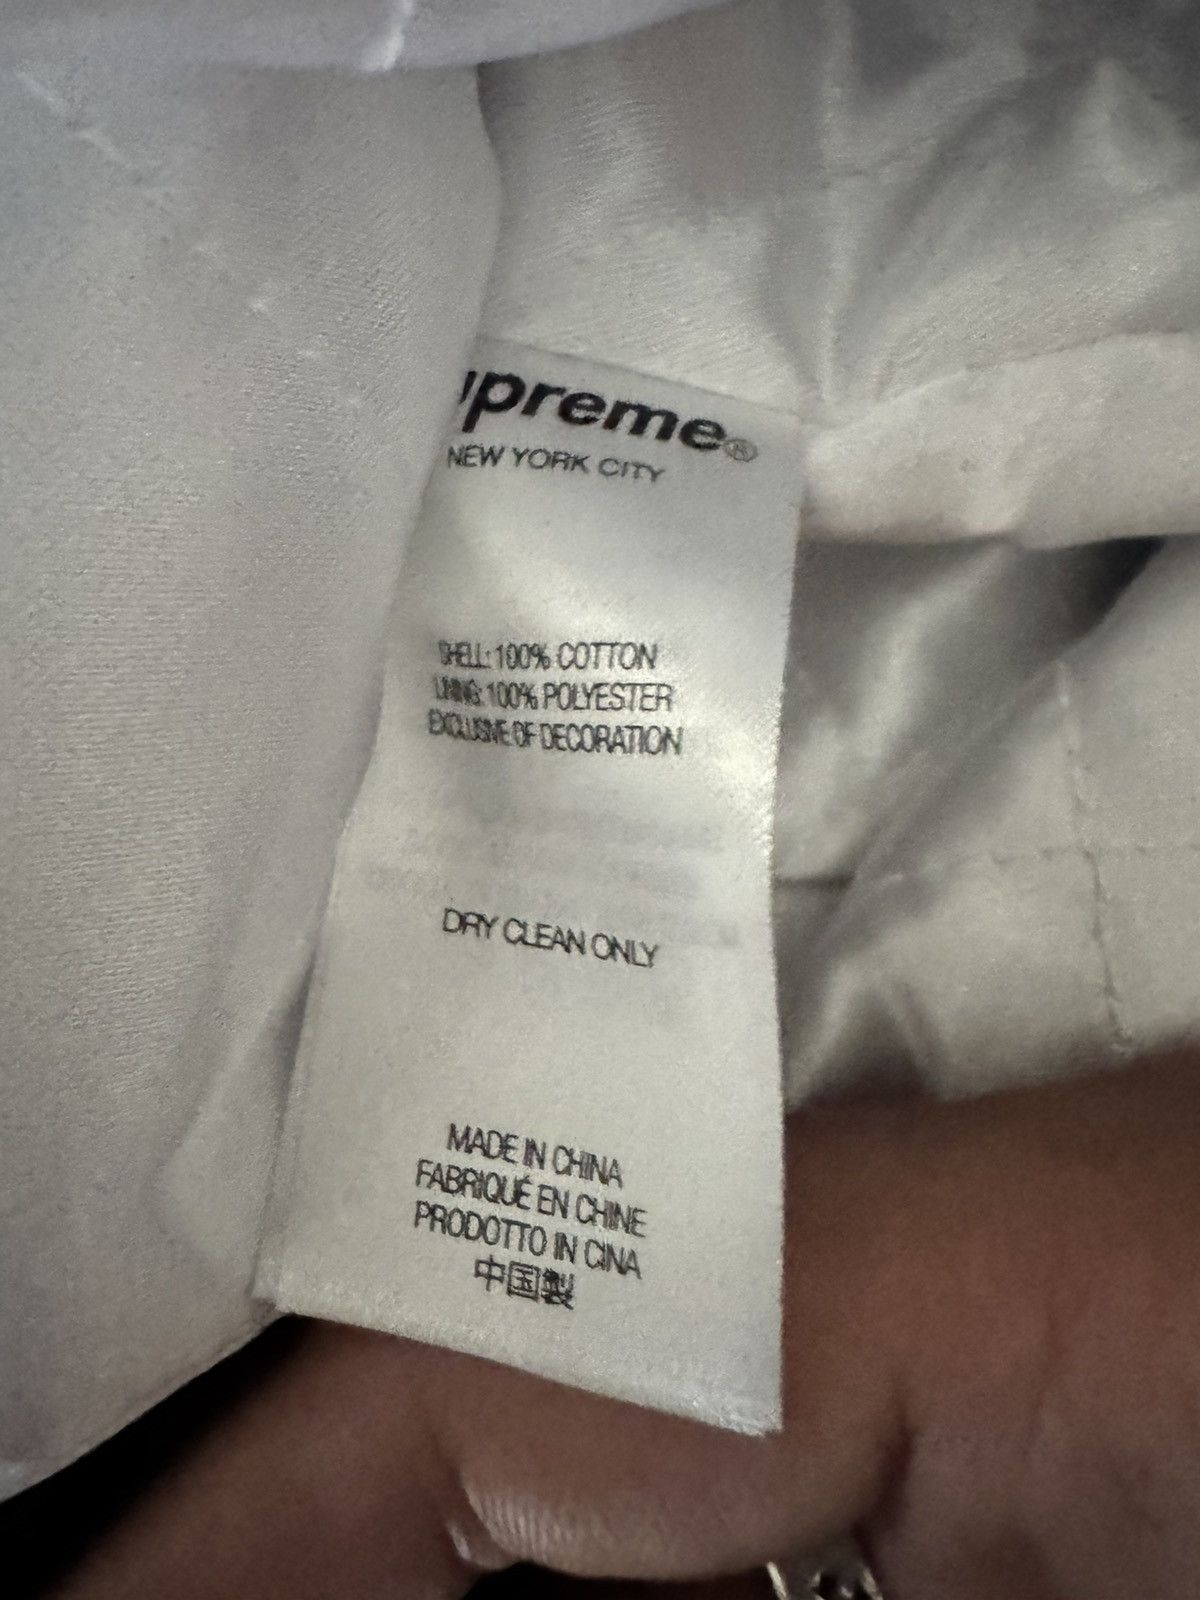 upreme®
NEW YORK CITY
SHELL: 100% COTTON
LINING: 100% POLYESTER
EXCLUSIVE OF DECORATION
DRY CLEAN ONLY
MADE IN CHINA
FABRIQUÉ EN CHINE
PRODOTTO IN CINA
中国製